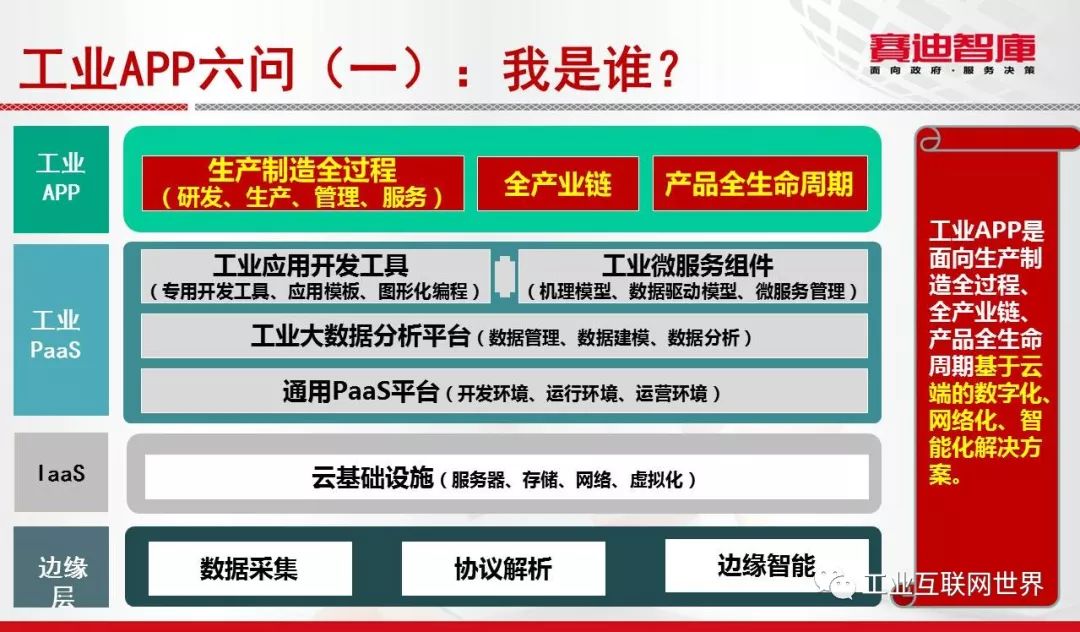 工业APP六问（一）：我是谁？
賽迪智庫
面向政府·服务决策
工业
APP
生产制造全过程
（研发、生产、管理、服务）
全产业链
产品全生命周期
工业
PaaS
工业应用开发工具
（专用开发工具、应用模板、图形化编程）
工业微服务组件
（机理模型、数据驱动模型、微服务管理）
工业大数据分析平台（数据管理、数据建模、数据分析）
通用PaaS平台（开发环境、运行环境、运营环境）
IaaS
云基础设施（服务器、存储、网络、虚拟化）
边缘
层
数据采集
协议解析
边缘智能
工业APP是
面向生产制
造全过程、
全产业链、
产品全生命
周期基于云
端的数字化、
网络化、智
能化解决方
案。
工业互联网世界